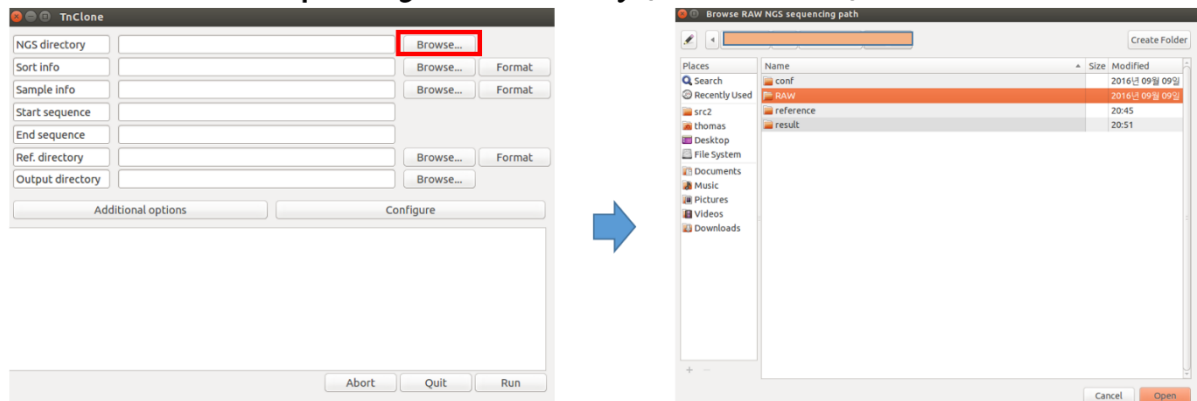 TnClone
NGS directory Browse...
Sort info Browse... Format
Sample info Browse... Format
Start sequence
End sequence
Ref. directory Browse... Format
Output directory Browse...
Additional options Configure
Abort Quit Run
Browse RAW NGS sequencing path
Create Folder
Places Name Size Modified
Search conf 2016년 09월 09일
Recently Used RAW 2016년 09월 09일
src2 reference 20:45
thomas result 20:51
Desktop
File System
Documents
Music
Pictures
Videos
Downloads
Cancel Open